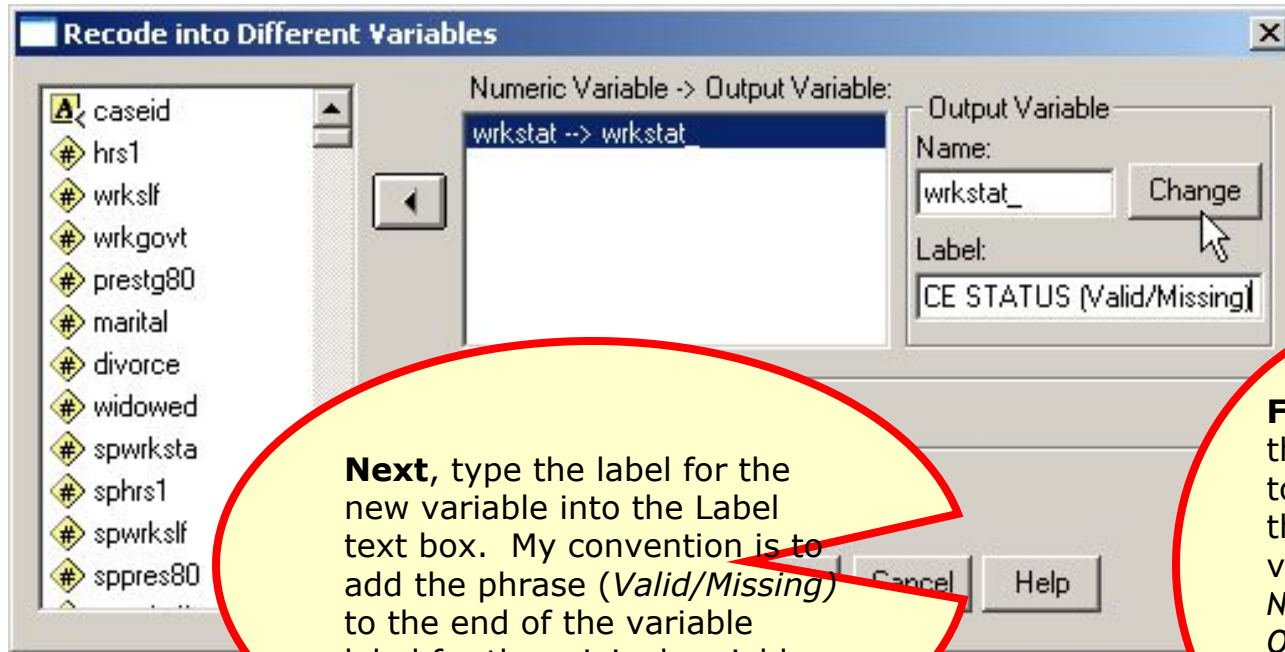 Recode into Different Variables
caseid
hrs1
wrkslf
wrkgovt
prestg80
marital
divorce
widowed
spwrksta
sphrs1
spwrkslf
sppres80
Numeric Variable -> Output Variable:
wrkstat --> wrkstat_
Output Variable
Name:
wrkstat_
Change
Label:
CE STATUS (Valid/Missing)
Next, type the label for the
new variable into the Label
text box. My convention is to
add the phrase (Valid/Missing)
to the end of the variable
Cancel
Help